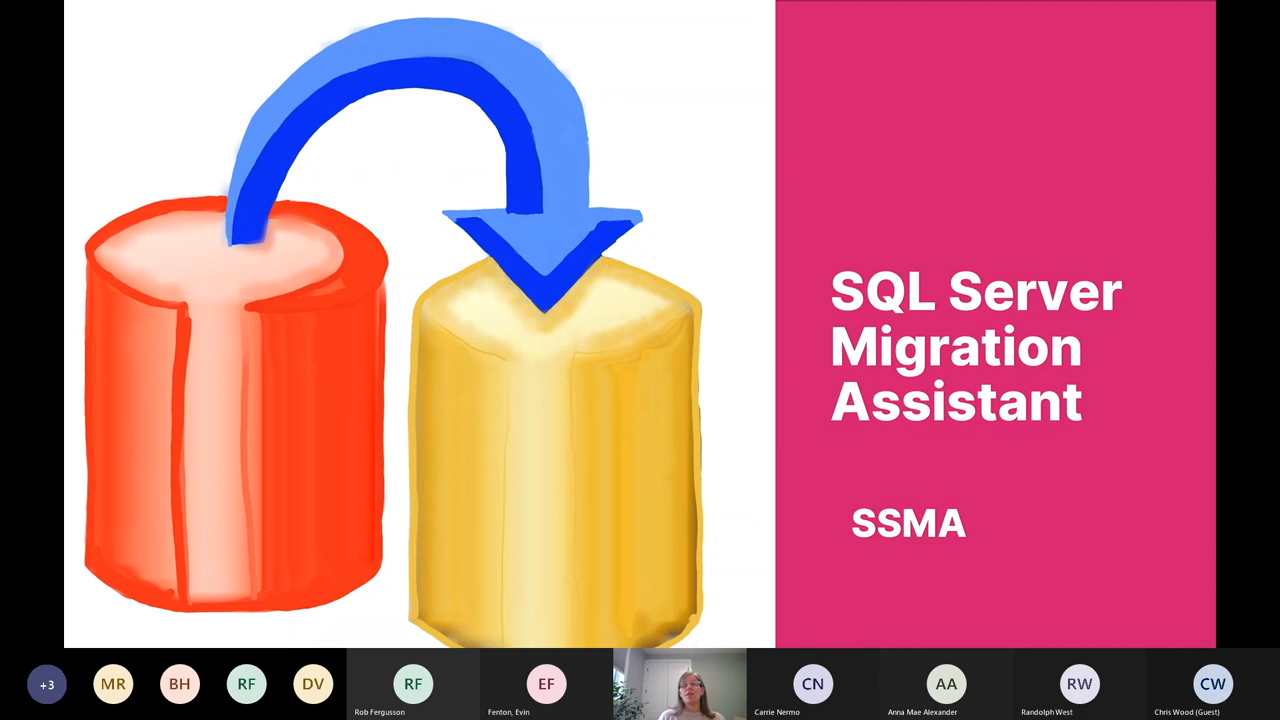 SQL Server
Migration
Assistant
SSMA
+3
MR
BH
RF
DV
RF
Rob Fergusson
EF
Fenton, Evin
CN
Carrie Nermo
AA
Anna Mae Alexander
RW
Randolph West
CW
Chris Wood (Guest)